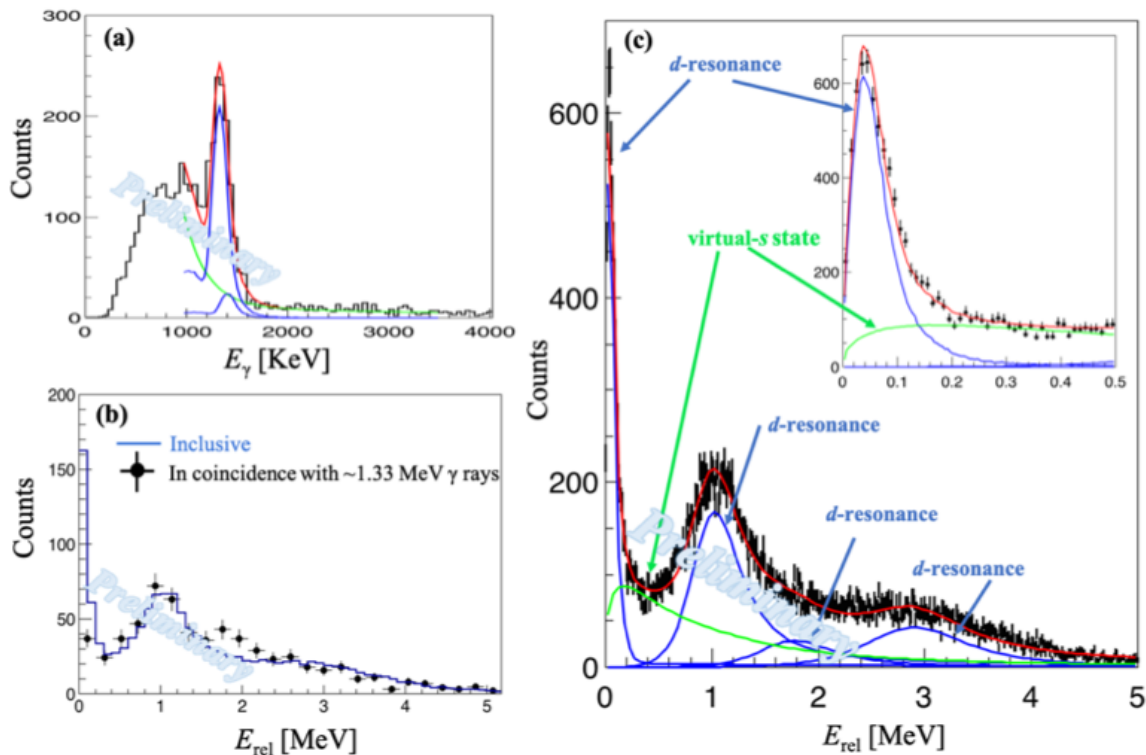 (a)
300
200
100
0
Counts
0 1000 2000 3000 4000
Eγ [KeV]
Preliminary
(b)
200
150
100
50
0
Counts
Inclusive
In coincidence with ~1.33 MeV γ rays
Preliminary
0 1 2 3 4 5
Erel [MeV]
(c)
600
400
200
0
Counts
d-resonance
virtual-s state
600
400
200
0
0 0.1 0.2 0.3 0.4 0.5
d-resonance
d-resonance
d-resonance
Preliminary
0 1 2 3 4 5
Erel [MeV]